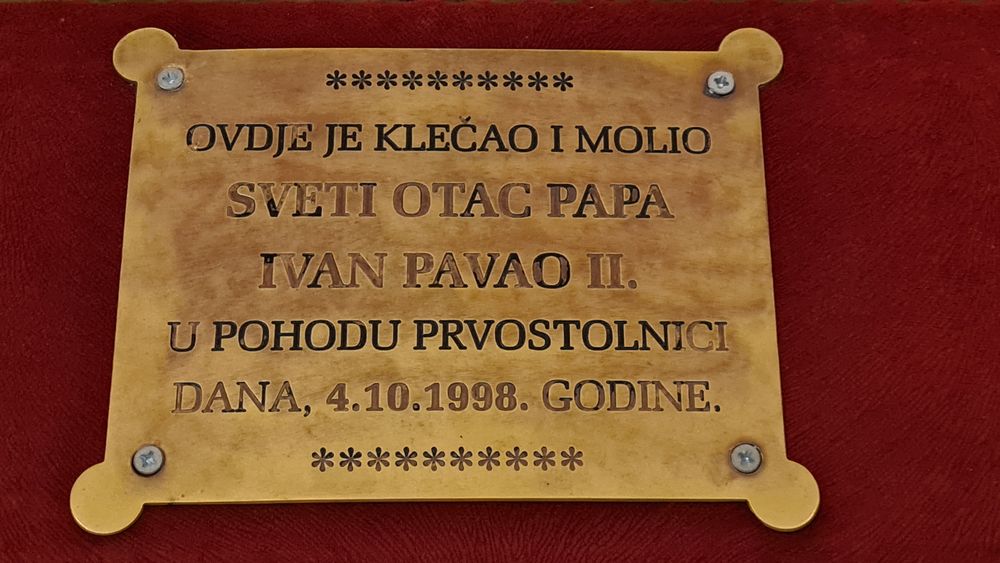 **********
OVDJE JE KLEČAO I MOLIO
SVETI OTAC PAPA
IVAN PAVAO II.
U POHODU PRVOSTOLNICI
DANA, 4.10.1998. GODINE.
**********